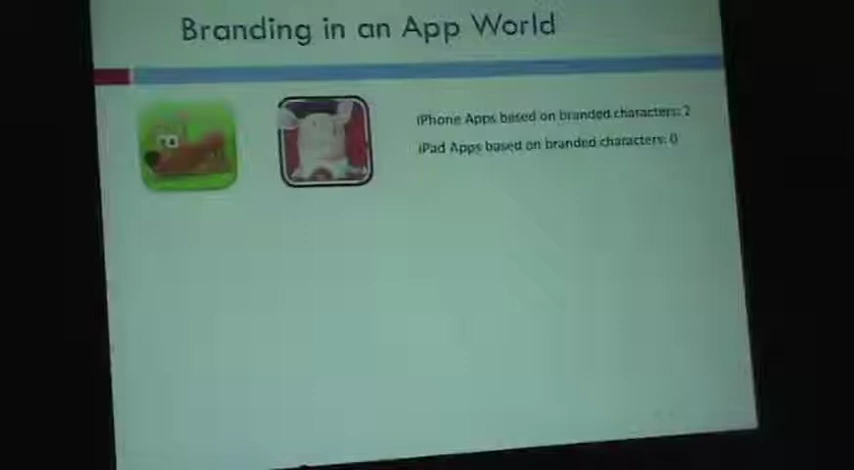 Branding in an App World
iPhone Apps based on branded characters: 2
iPad Apps based on branded characters: 0